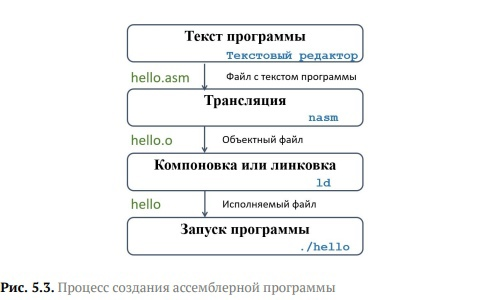 Текст программы
Текстовый редактор
hello.asm Файл с текстом программы
Трансляция
nasm
hello.o Объектный файл
Компоновка или линковка
ld
hello Исполняемый файл
Запуск программы
./hello
Рис. 5.3. Процесс создания ассемблерной программы